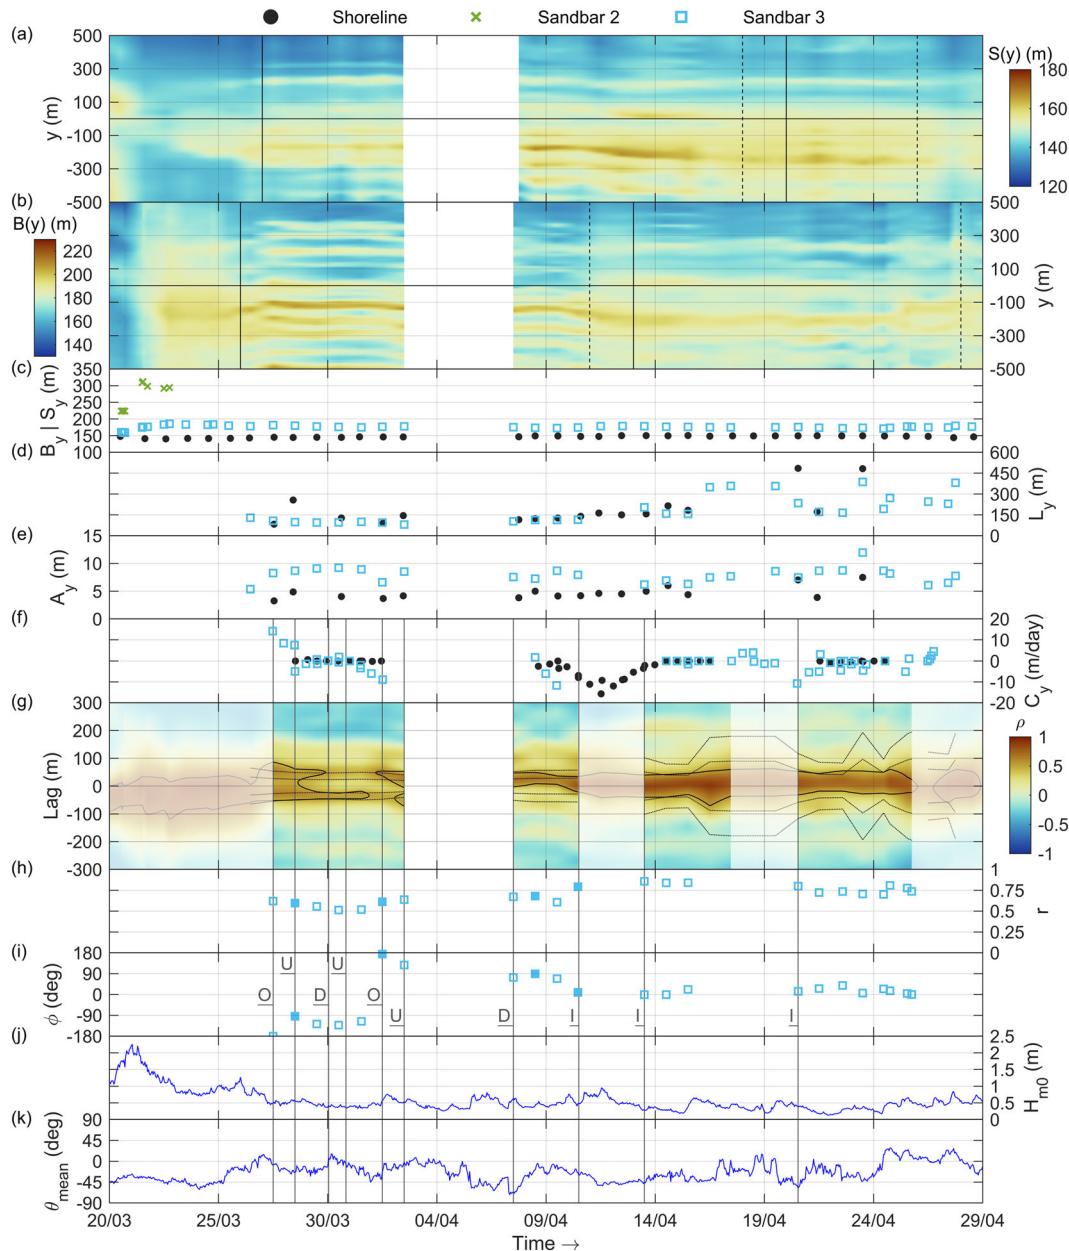 Shoreline Sandbar 2 Sandbar 3
(a)
500
300
100
-100
-300
-500
y (m)
S(y) (m)
180
160
140
120
(b)
B(y) (m)
220
200
180
160
140
350
500
300
100
-100
-300
-500
y (m)
(c)
300
250
200
150
100
B_y | S_y (m)
(d)
600
450
300
150
0
L_y (m)
(e)
15
10
5
0
A_y (m)
(f)
20
10
0
-10
-20
C_y (m/day)
(g)
300
200
100
0
-100
-200
-300
Lag (m)
ρ
1
0.5
0
-0.5
-1
(h)
1
0.75
0.5
0.25
0
r
(i)
180
90
0
-90
-180
ϕ (deg)
O U D U O U D I I I
(j)
2.5
2
1.5
1
0.5
0
H_m0 (m)
(k)
90
45
0
-45
-90
θ_mean (deg)
20/03 25/03 30/03 04/04 09/04 14/04 19/04 24/04 29/04
Time →